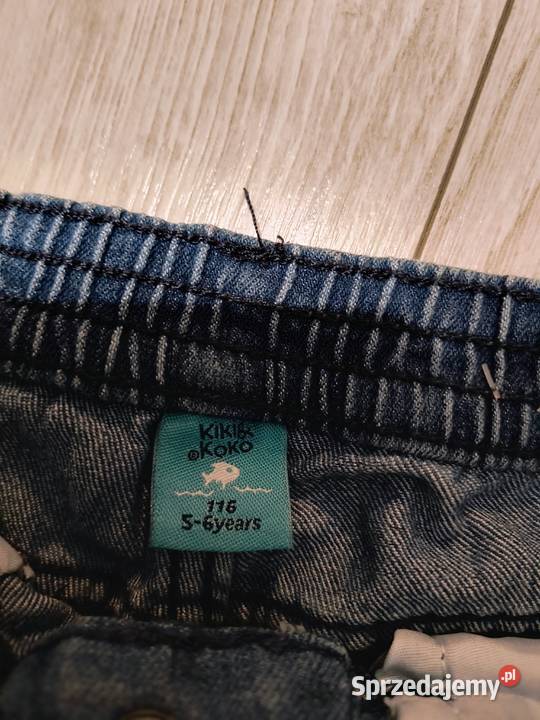 KIKI&
® KOKO
116
5-6years
Sprzedajemy.pl